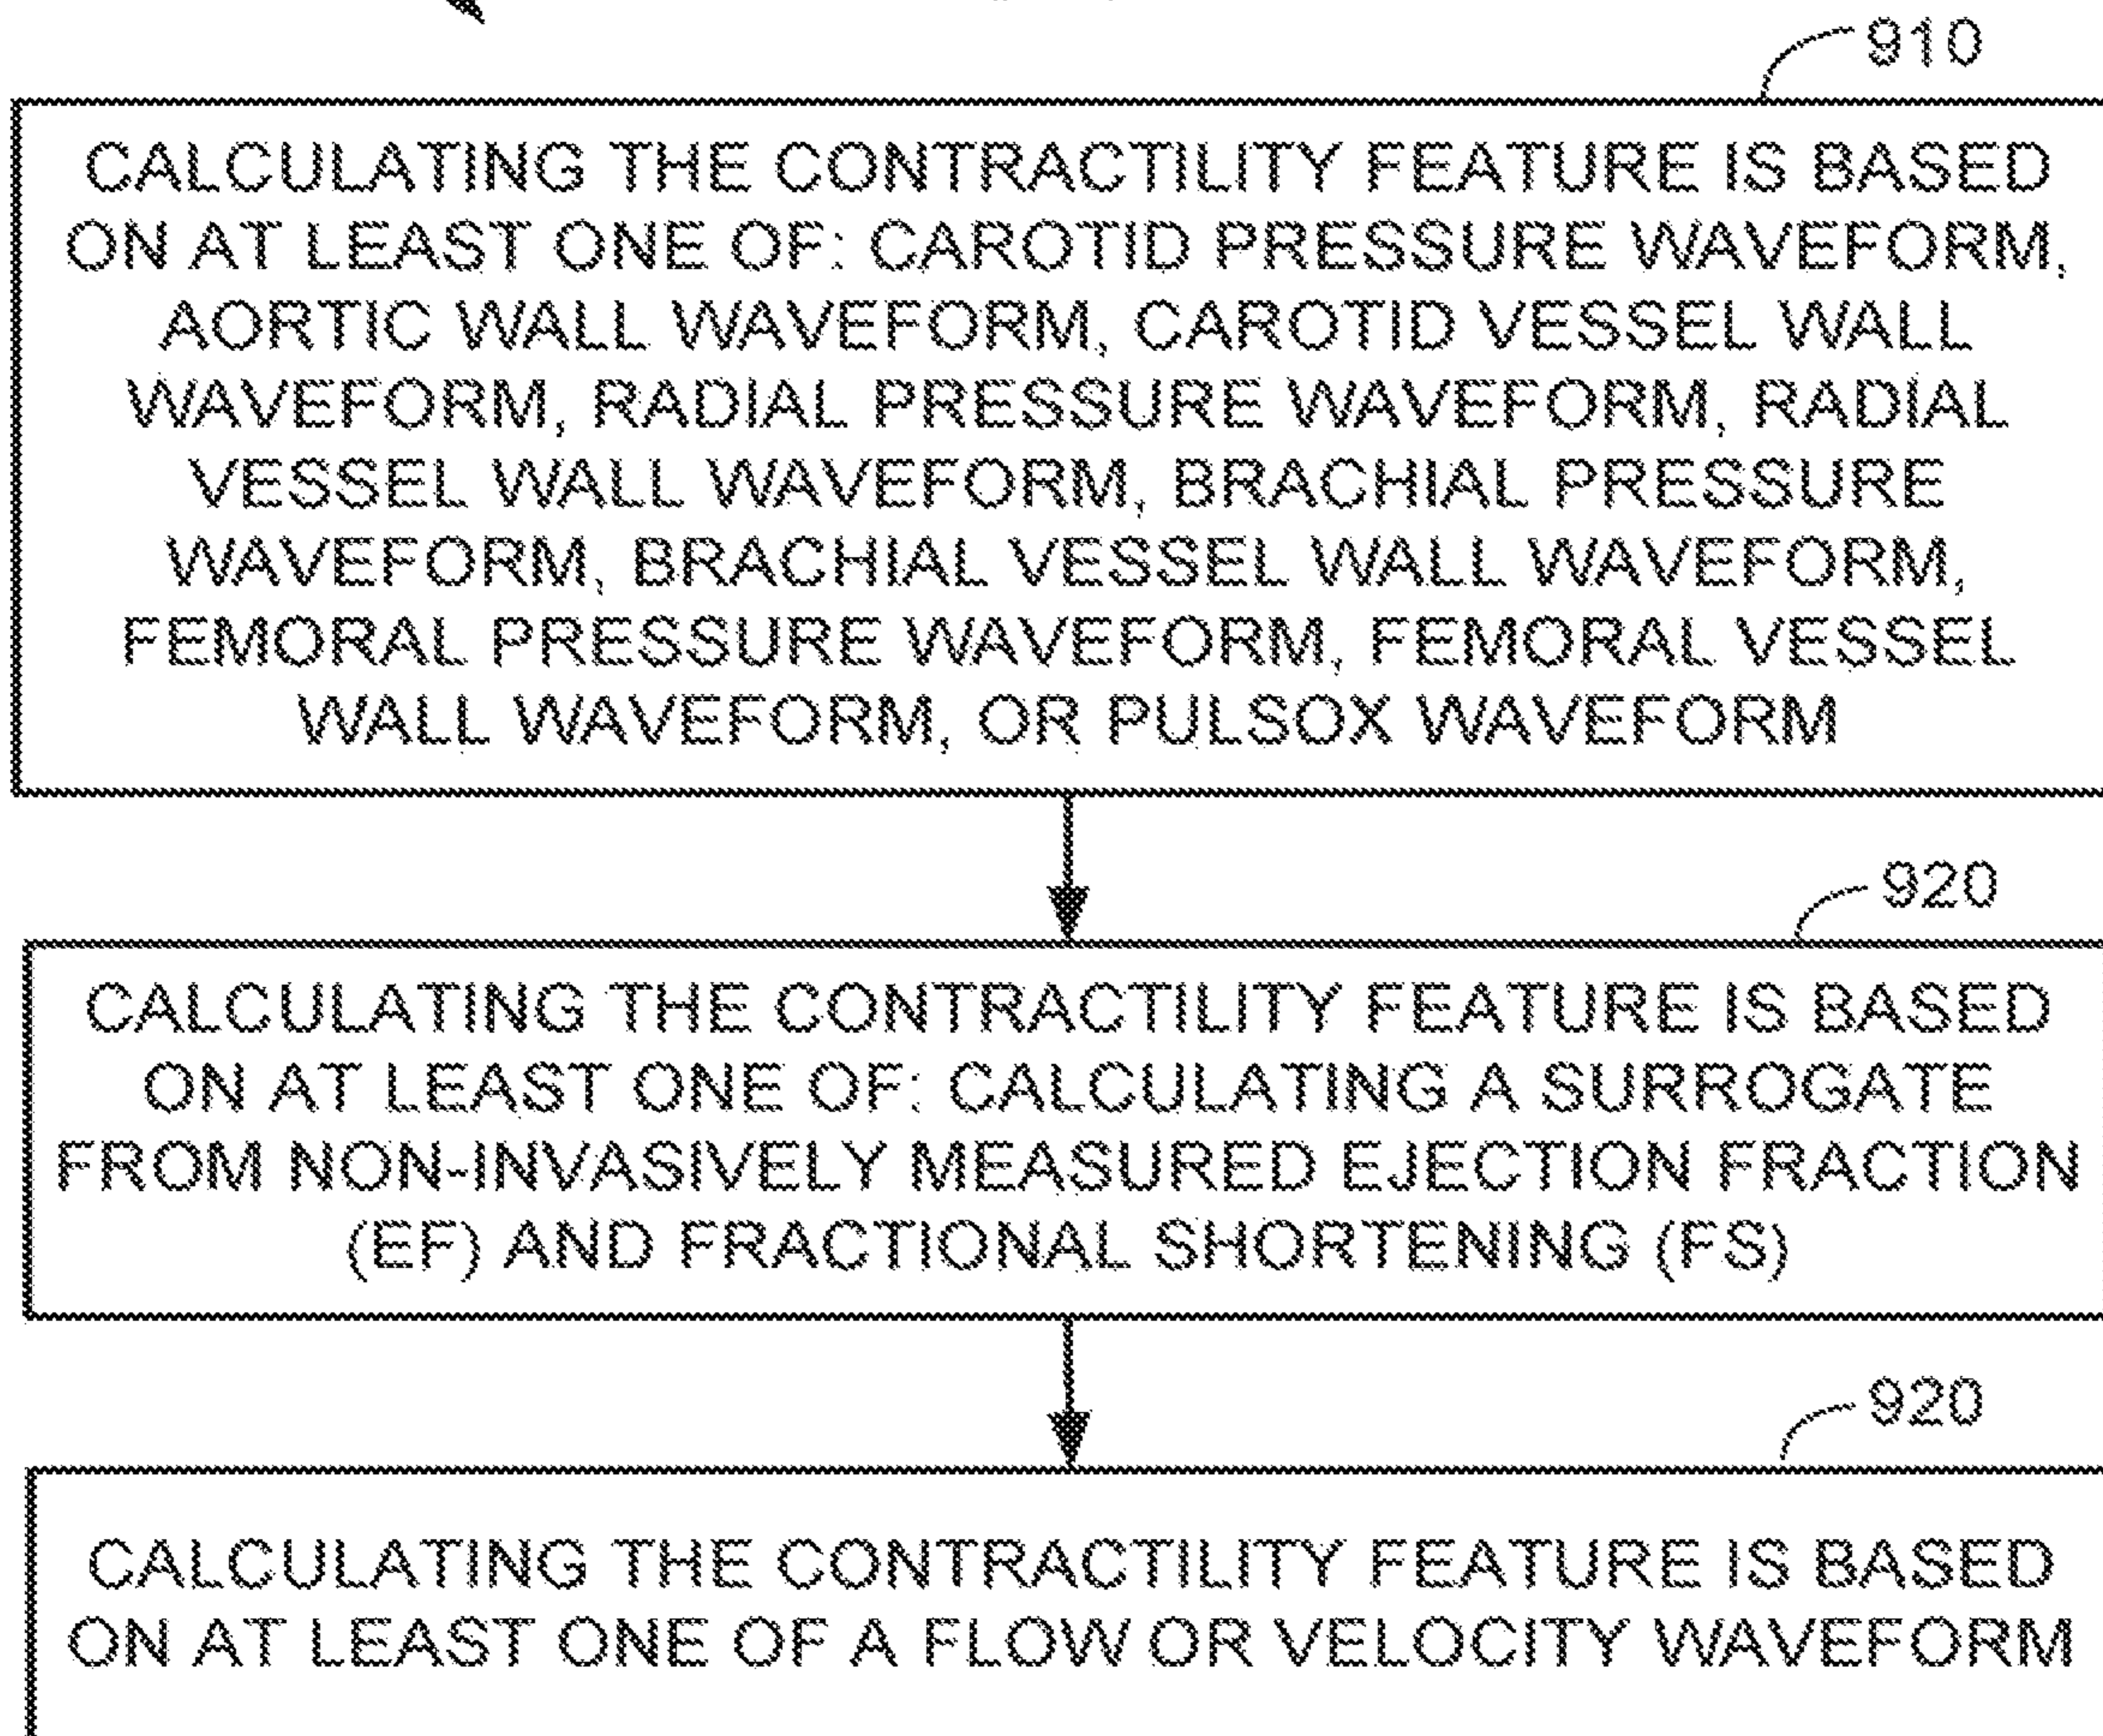 910
CALCULATING THE CONTRACTILITY FEATURE IS BASED
ON AT LEAST ONE OF: CAROTID PRESSURE WAVEFORM,
AORTIC WALL WAVEFORM, CAROTID VESSEL WALL
WAVEFORM, RADIAL PRESSURE WAVEFORM, RADIAL
VESSEL WALL WAVEFORM, BRACHIAL PRESSURE
WAVEFORM, BRACHIAL VESSEL WALL WAVEFORM,
FEMORAL PRESSURE WAVEFORM, FEMORAL VESSEL
WALL WAVEFORM, OR PULSOX WAVEFORM
920
CALCULATING THE CONTRACTILITY FEATURE IS BASED
ON AT LEAST ONE OF: CALCULATING A SURROGATE
FROM NON-INVASIVELY MEASURED EJECTION FRACTION
(EF) AND FRACTIONAL SHORTENING (FS)
920
CALCULATING THE CONTRACTILITY FEATURE IS BASED
ON AT LEAST ONE OF A FLOW OR VELOCITY WAVEFORM